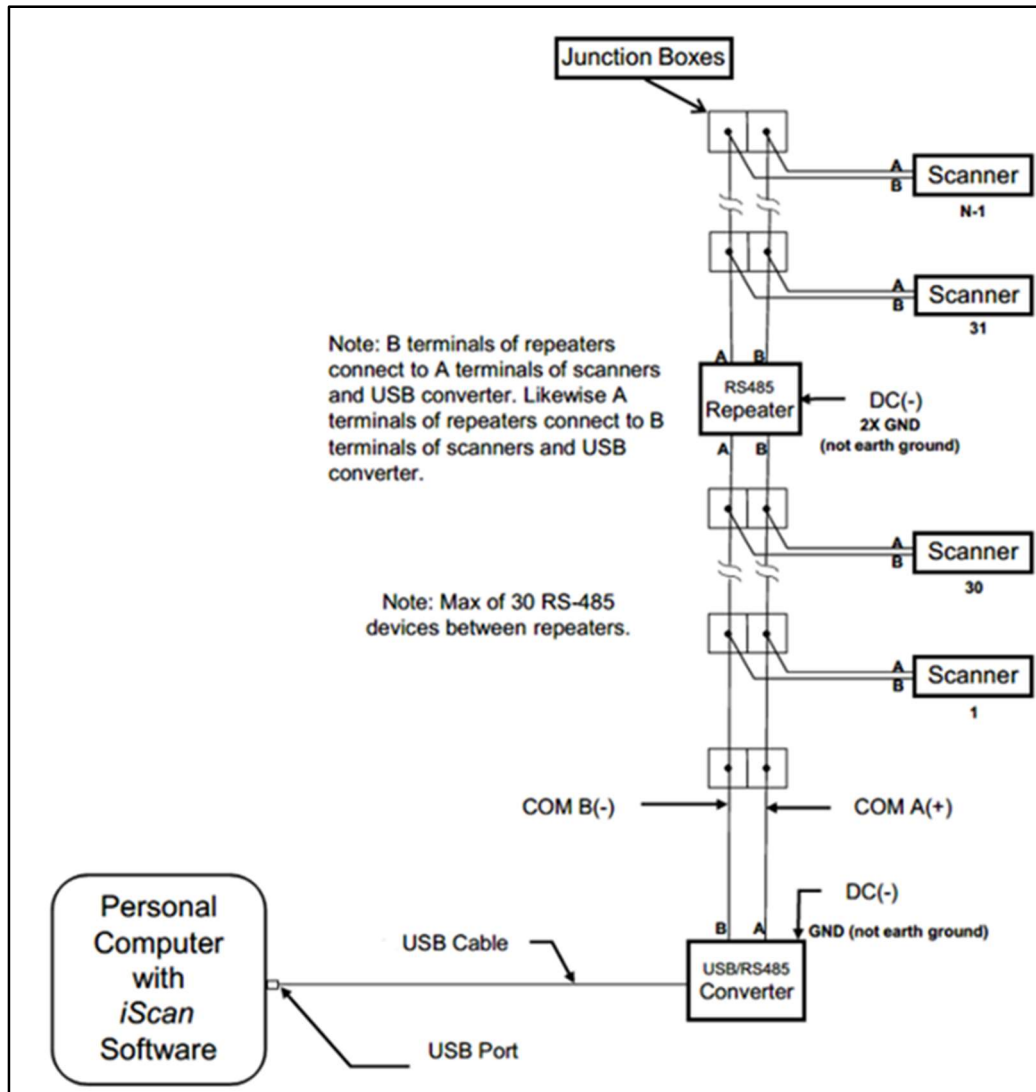 Junction Boxes
A
B
Scanner
N-1
A
B
Scanner
31
Note: B terminals of repeaters
connect to A terminals of scanners
and USB converter. Likewise A
terminals of repeaters connect to B
terminals of scanners and USB
converter.
A B
RS485
Repeater
A B
DC(-)
2X GND
(not earth ground)
A
B
Scanner
30
Note: Max of 30 RS-485
devices between repeaters.
A
B
Scanner
1
COM B(-)
COM A(+)
DC(-)
GND (not earth ground)
B A
USB/RS485
Converter
USB Cable
USB Port
Personal
Computer
with
iScan
Software